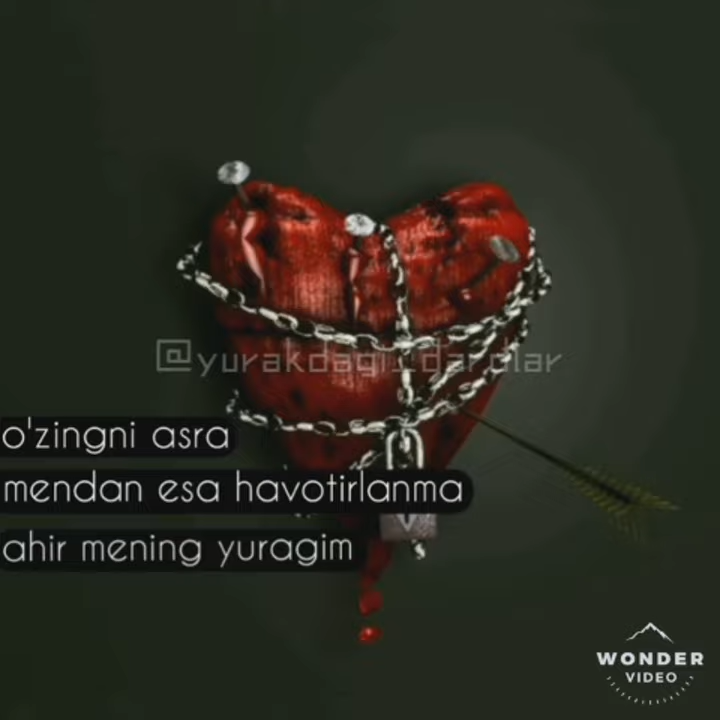 @yurakdagi_dardlar
o'zingni asra
mendan esa havotirlanma
ahir mening yuragim
WONDER
VIDEO